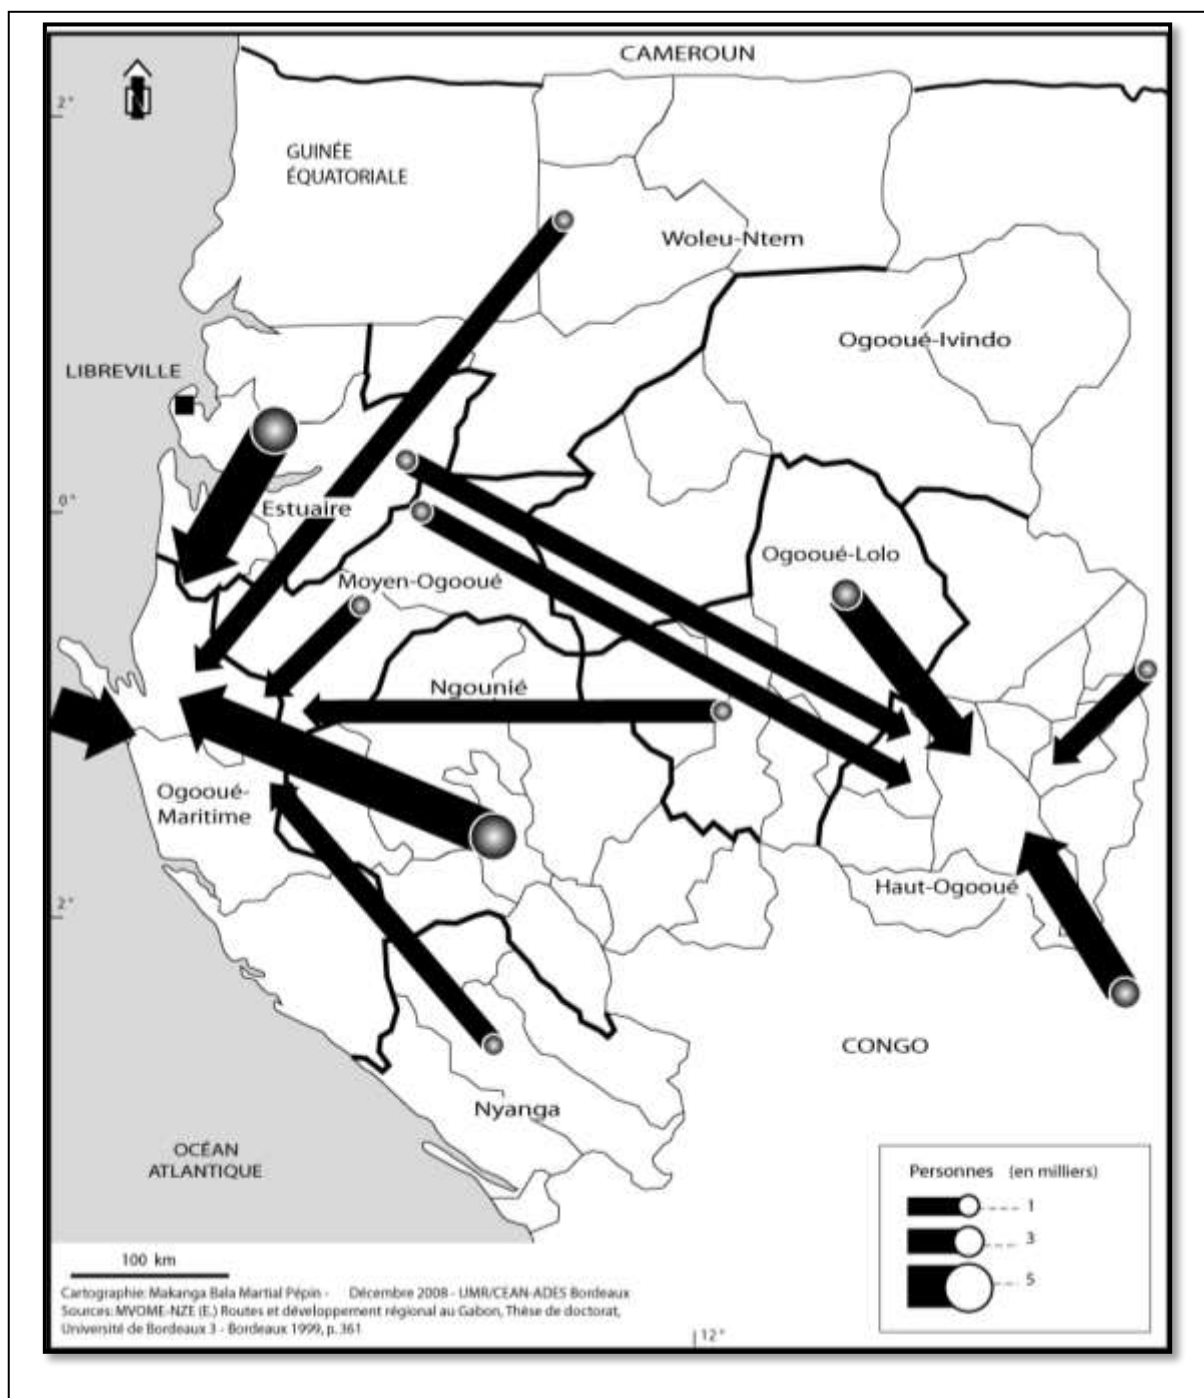 CAMEROUN
N
2°
GUINÉE
ÉQUATORIALE
Woleu-Ntem
Ogooué-Ivindo
LIBREVILLE
0°
Estuaire
Ogooué-Lolo
Moyen-Ogooué
Ngounié
Ogooué-
Maritime
Haut-Ogooué
2°
CONGO
Nyanga
OCÉAN
ATLANTIQUE
Personnes (en milliers)
1
3
5
100 km
Cartographie: Makanga Bala Martial Pépin - Décembre 2008 - UMR/CEAN-ADES Bordeaux
Sources: MVOME-NZE (E.) Routes et développement régional au Gabon, Thèse de doctorat,
Université de Bordeaux 3 - Bordeaux 1999, p. 361
12°